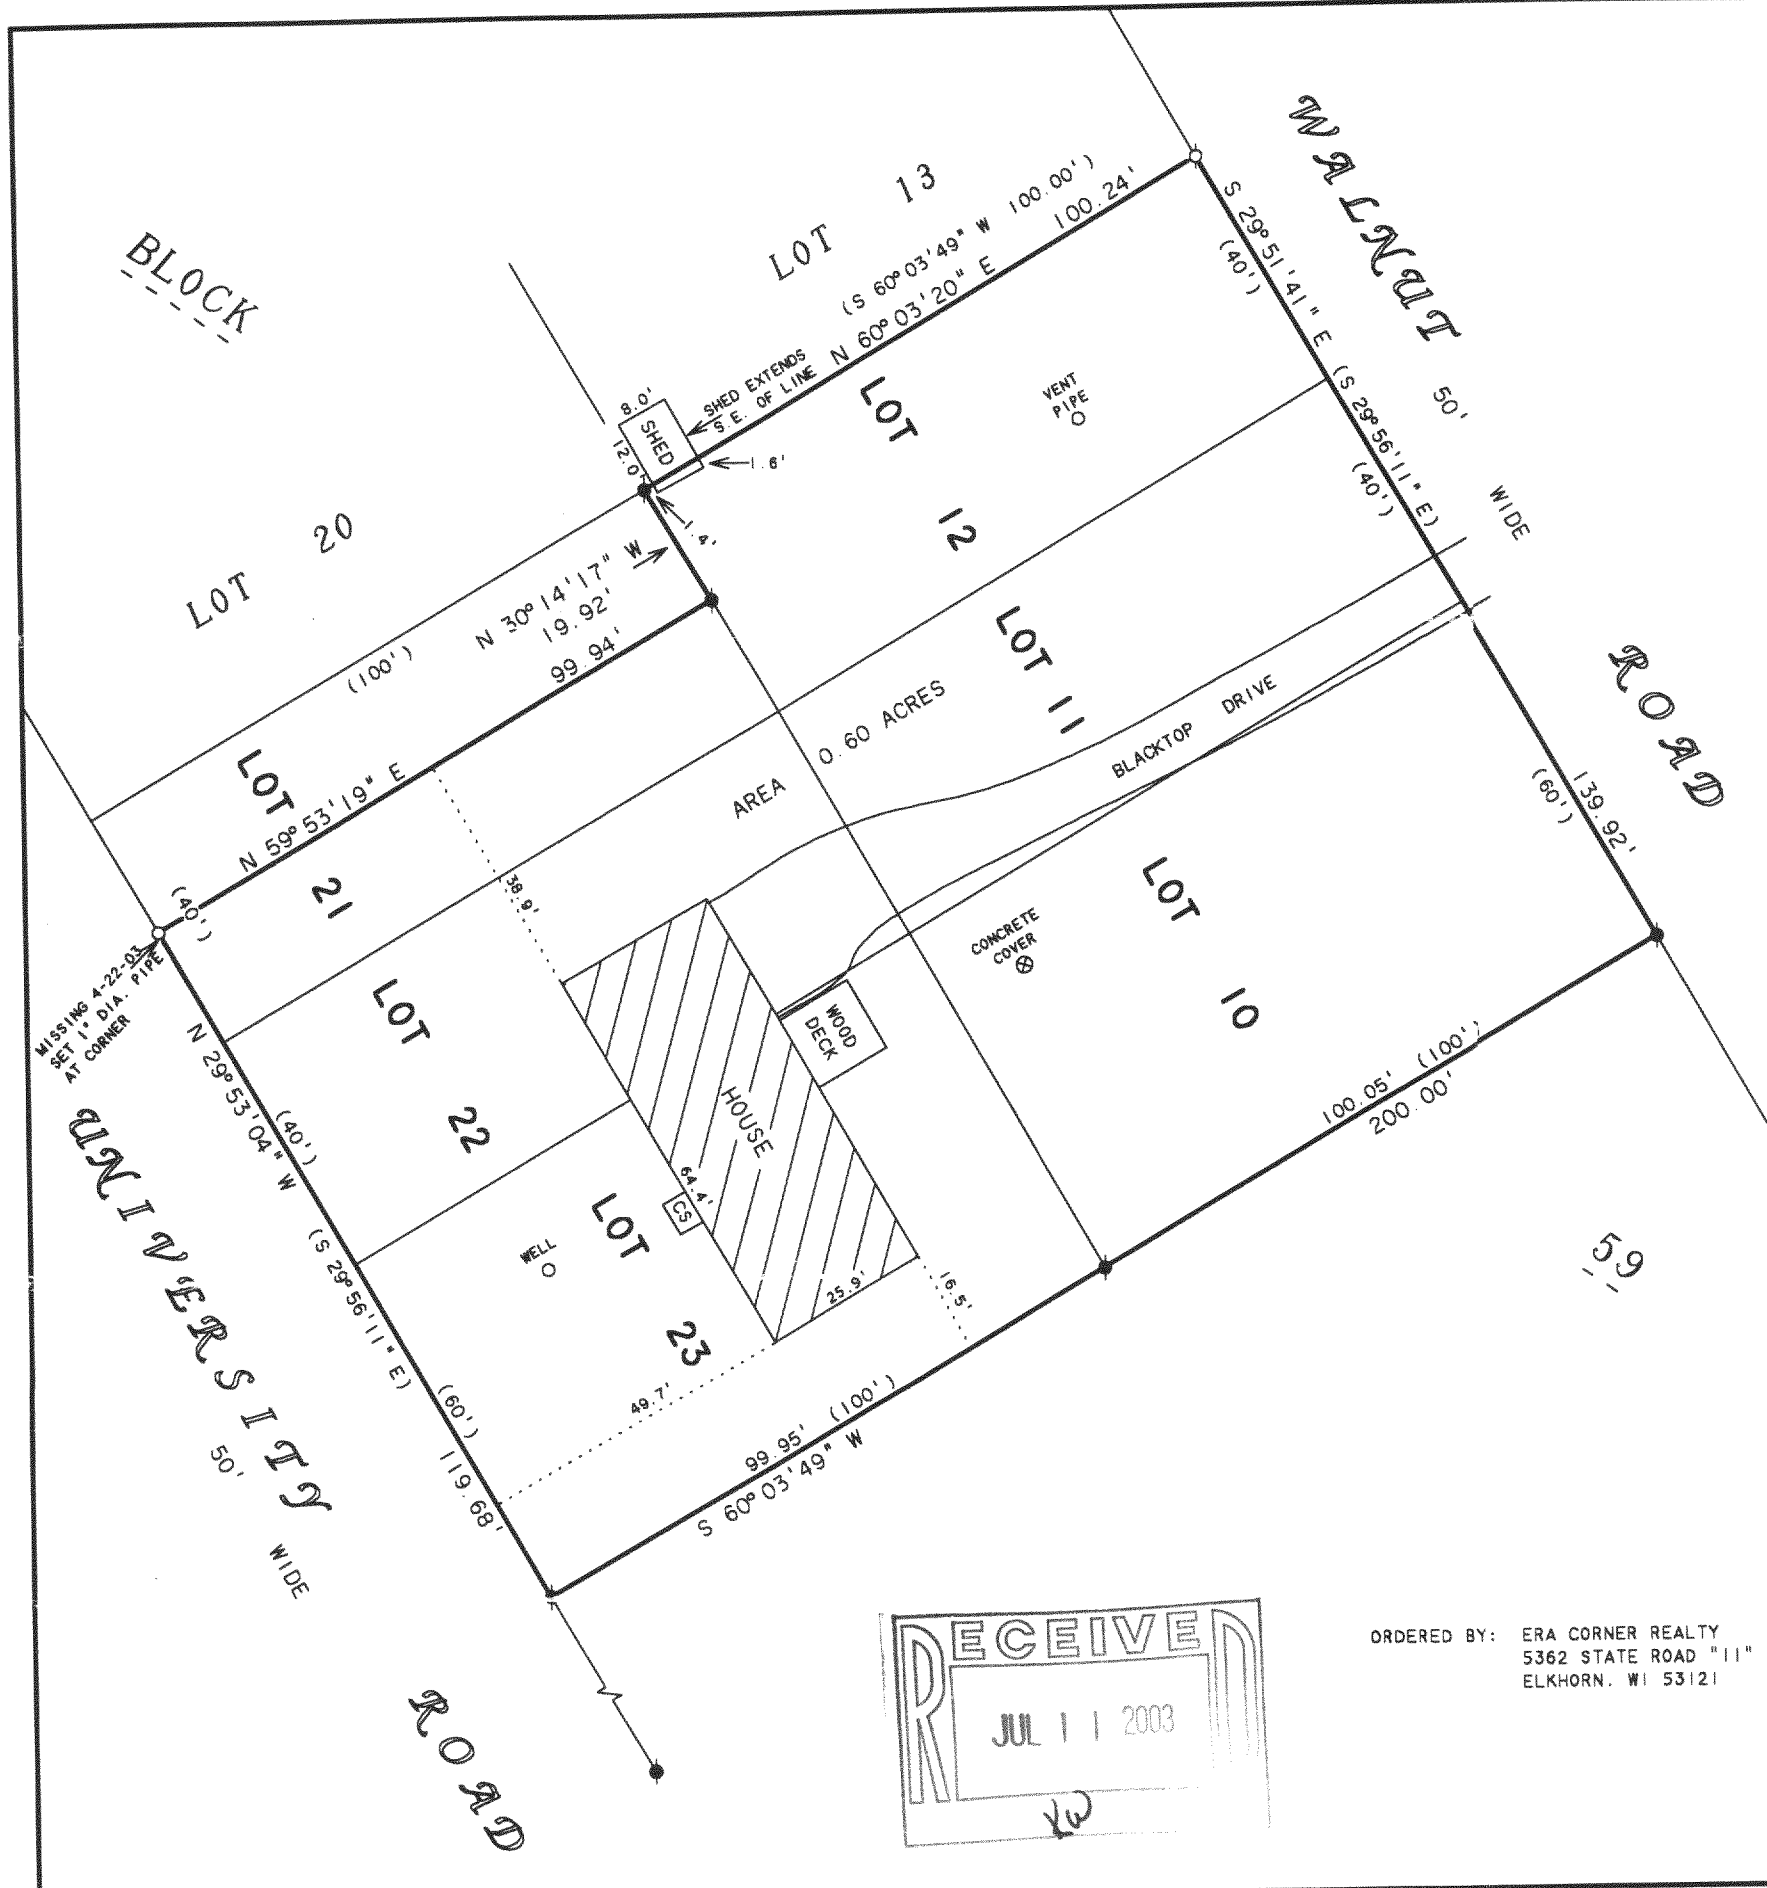 BLOCK
LOT 13
WALNUT
50'
WIDE
ROAD
(S 60°03'49" W 100.00')
N 60°03'20" E 100.24'
S 29°51'41" E
(S 29°56'11" E)
(40')
(40')
(60')
139.92'
8.0'
SHED
12.0'
SHED EXTENDS
S.E. OF LINE
1.6'
1.4'
VENT
PIPE
LOT 12
LOT 20
(100')
N 30°14'17" W
19.92'
99.94'
N 59°53'19" E
LOT 21
(40')
LOT 11
AREA 0.60 ACRES
BLACKTOP DRIVE
38.9'
CONCRETE
COVER
LOT 10
MISSING 4-22-03
SET 1" DIA. PIPE
AT CORNER
LOT 22
WOOD
DECK
HOUSE
64.4'
CS
25.9'
16.5'
WELL
LOT 23
49.7'
N 29°53'04" W
(40')
(S 29°56'11" E)
(60')
119.68'
100.05' (100')
200.00'
99.95' (100')
S 60°03'49" W
59
UNIVERSITY
50'
WIDE
ROAD
RECEIVED
JUL 11 2003
KW
ORDERED BY: ERA CORNER REALTY
5362 STATE ROAD "11"
ELKHORN. WI 53121